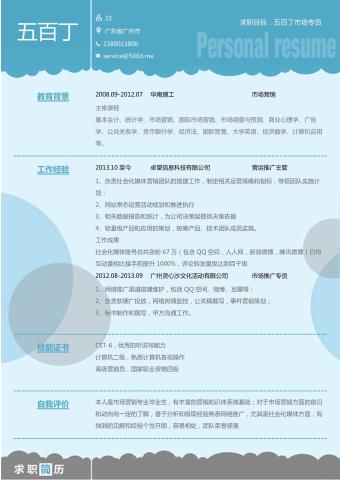 五百丁
23
广东省广州市
13800013800
service@500d.me
求职目标：五百丁市场专员
Personal resume
教育背景
2008.09-2012.07 华南理工 市场营销
主修课程
基本会计、统计学、市场营销、国际市场营销、市场调查与预测、商业心理学、广告
学、公共关系学、货币银行学、经济法、国际贸易、大学英语、经济数学、计算机应用
等。
工作经验
2013.10 至今 卓望信息科技有限公司 营运推广主管
1、负责社会化媒体营销团队的搭建工作，制定相关运营策略和指标，带领团队实施计
划；
2、网站常态运营活动规划和推进执行
3、相关数据报告和统计，为公司决策层提供决策依据
4、轻量级产品和应用的策划，统筹产品、技术团队成员实施。
工作成果
社会化媒体账号总共涨粉 67 万（包含 QQ 空间，人人网，新浪微博，腾讯微博）日均
互动量相比接手前提升 1000%，评论转发量级达到百千级
2012.08-2013.09 广州灵心沙文化活动有限公司 市场推广专员
1、网络推广渠道搭建维护，包括 QQ 空间、微博、豆瓣等；
2、负责软硬广投放，网络舆情监控，公关稿撰写，事件营销策划；
3、标书制作和撰写，甲方沟通工作。
技能证书
CET-6，优秀的听说写能力
计算机二级，熟悉计算机各项操作
高级营销员，国家职业资格四级
自我评价
本人是市场营销专业毕业生，有丰富的营销知识体系做基础；对于市场营销方面的前沿
和动向有一定的了解，善于分析和吸取经验熟悉网络推广，尤其是社会化媒体方面，有
独到的见解和经验个性开朗，容易相处，团队荣誉感强
求职简历